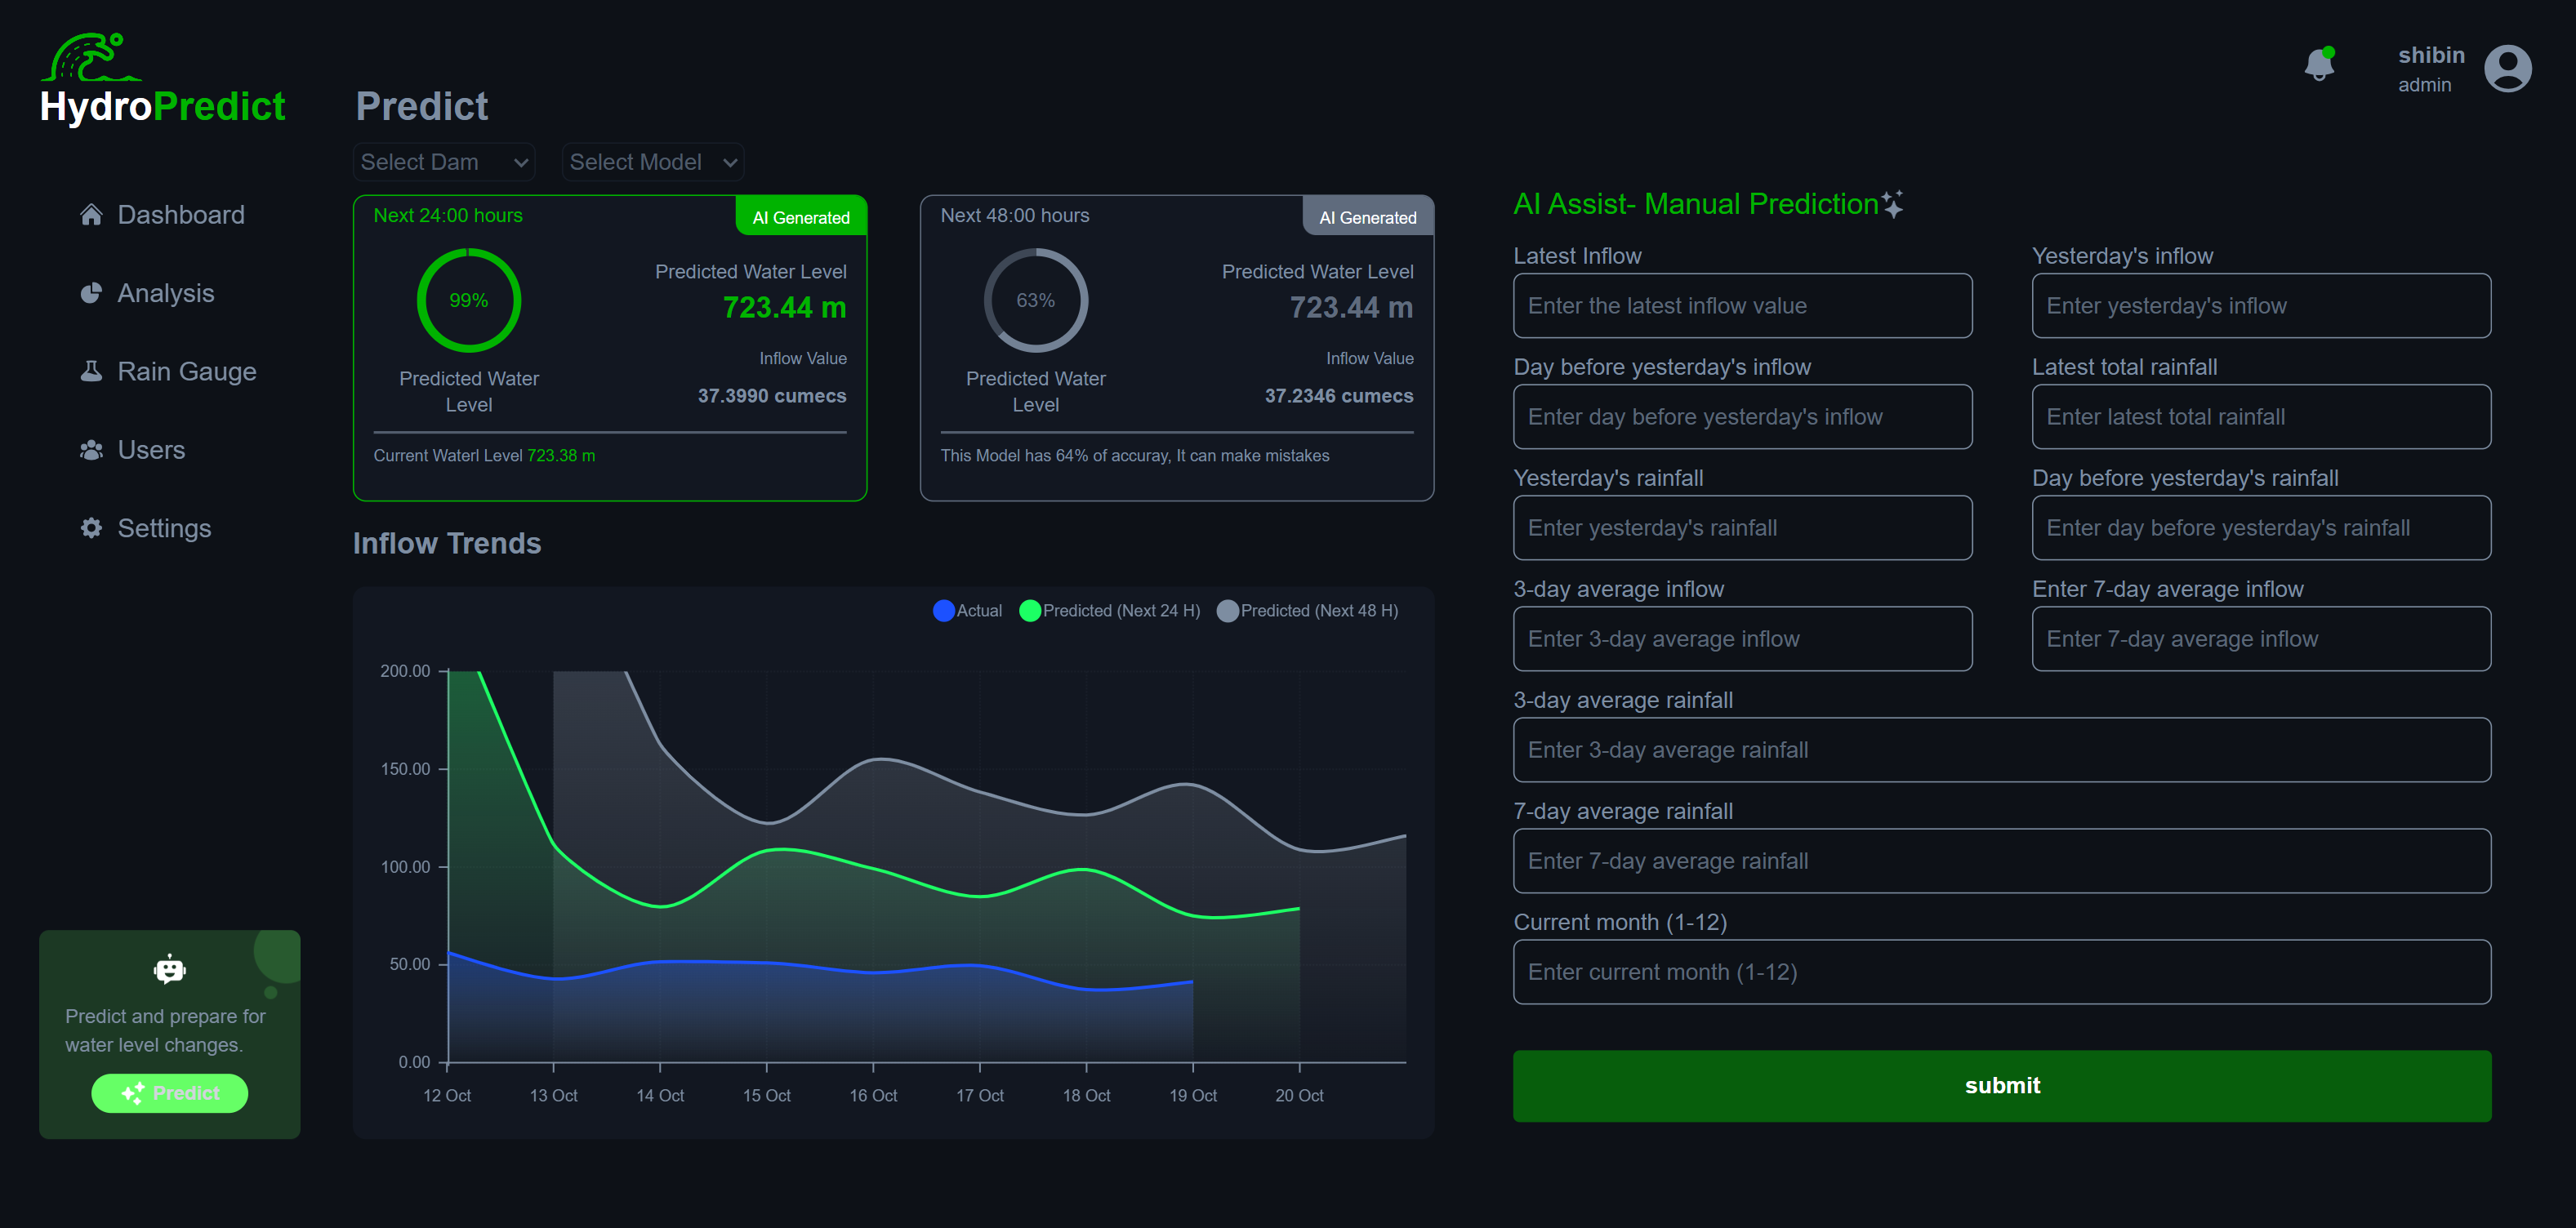 HydroPredict
Predict
shibin
admin
Select Dam
Select Model
Dashboard
Analysis
Rain Gauge
Users
Settings
Next 24:00 hours
AI Generated
99%
Predicted Water Level
723.44 m
Inflow Value
37.3990 cumecs
Predicted Water
Level
Current Waterl Level 723.38 m
Next 48:00 hours
AI Generated
63%
Predicted Water Level
723.44 m
Inflow Value
37.2346 cumecs
Predicted Water
Level
This Model has 64% of accuray, It can make mistakes
Inflow Trends
Actual
Predicted (Next 24 H)
Predicted (Next 48 H)
200.00
150.00
100.00
50.00
0.00
12 Oct
13 Oct
14 Oct
15 Oct
16 Oct
17 Oct
18 Oct
19 Oct
20 Oct
Predict and prepare for
water level changes.
Predict
AI Assist- Manual Prediction
Latest Inflow
Enter the latest inflow value
Yesterday's inflow
Enter yesterday's inflow
Day before yesterday's inflow
Enter day before yesterday's inflow
Latest total rainfall
Enter latest total rainfall
Yesterday's rainfall
Enter yesterday's rainfall
Day before yesterday's rainfall
Enter day before yesterday's rainfall
3-day average inflow
Enter 3-day average inflow
Enter 7-day average inflow
Enter 7-day average inflow
3-day average rainfall
Enter 3-day average rainfall
7-day average rainfall
Enter 7-day average rainfall
Current month (1-12)
Enter current month (1-12)
submit